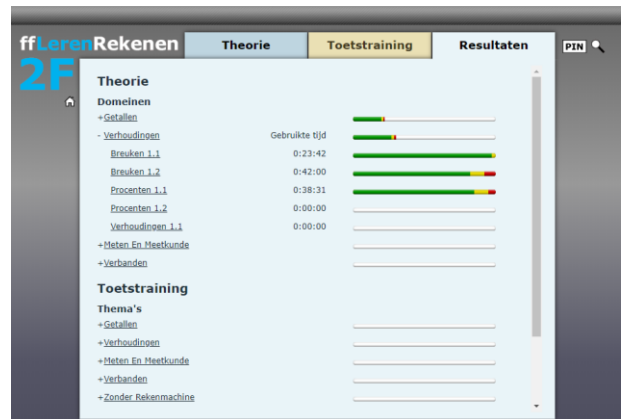 ffLerenRekenen
2F
Theorie
Toetstraining
Resultaten
PIN
Theorie
Domeinen
+Getallen
- Verhoudingen Gebruikte tijd
Breuken 1.1 0:23:42
Breuken 1.2 0:42:00
Procenten 1.1 0:38:31
Procenten 1.2 0:00:00
Verhoudingen 1.1 0:00:00
+Meten En Meetkunde
+Verbanden
Toetstraining
Thema's
+Getallen
+Verhoudingen
+Meten En Meetkunde
+Verbanden
+Zonder Rekenmachine